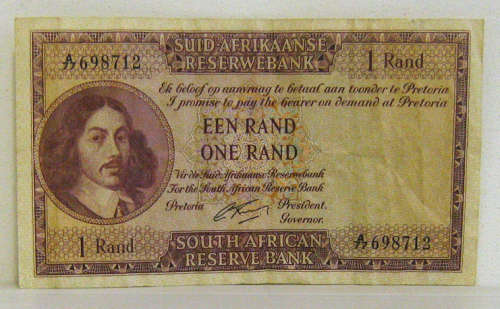 A/7 698712
SUID-AFRIKAANSE
RESERWEBANK
1 Rand
Ek beloof op aanvraag te betaal aan toonder te Pretoria
I promise to pay the bearer on demand at Pretoria
EEN RAND
ONE RAND
Vir die Suid-Afrikaanse Reserwebank
For the South African Reserve Bank
Pretoria
President.
Governor.
1 Rand
SOUTH AFRICAN
RESERVE BANK
A/7 698712